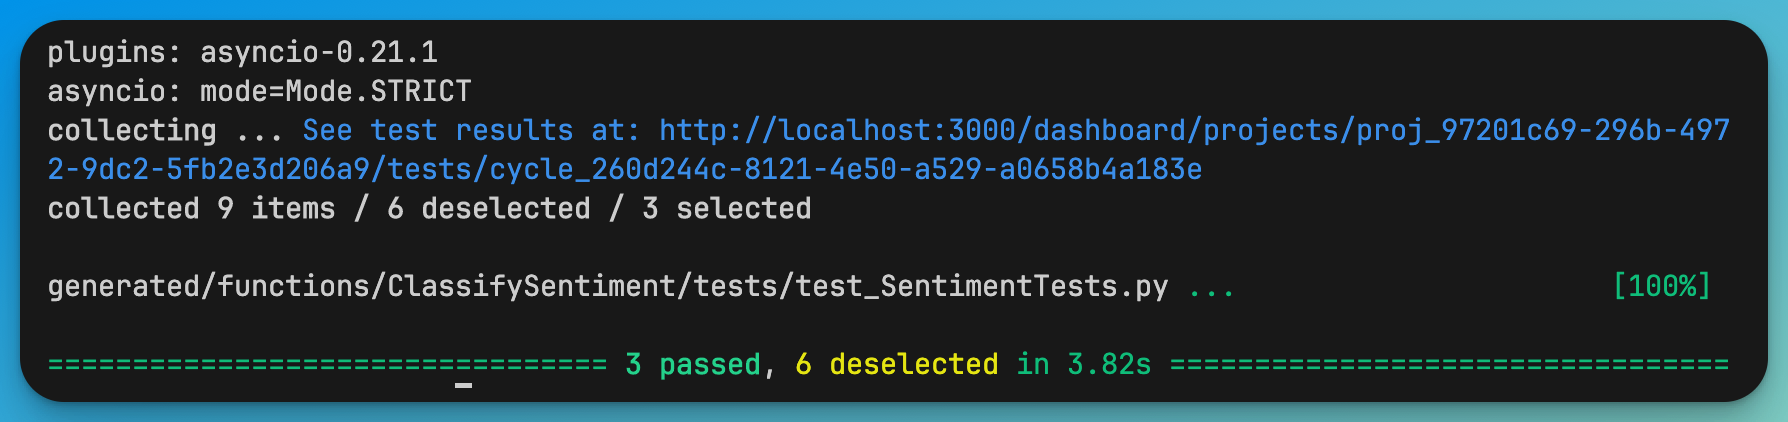 plugins: asyncio-0.21.1
asyncio: mode=Mode.STRICT
collecting ... See test results at: http://localhost:3000/dashboard/projects/proj_97201c69-296b-497
2-9dc2-5fb2e3d206a9/tests/cycle_260d244c-8121-4e50-a529-a0658b4a183e
collected 9 items / 6 deselected / 3 selected
generated/functions/ClassifySentiment/tests/test_SentimentTests.py ... [100%]
================================= 3 passed, 6 deselected in 3.82s =================================